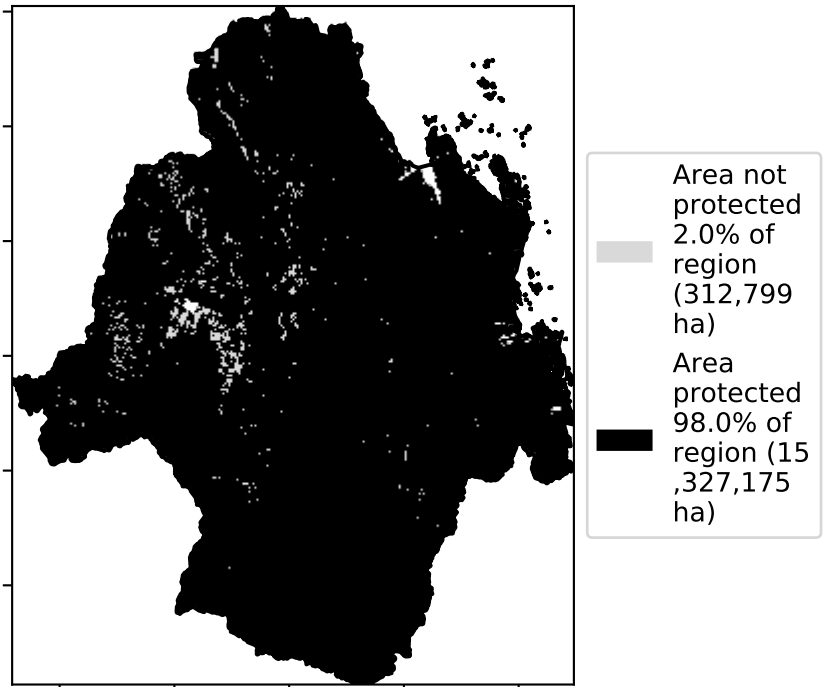 Area not
protected
2.0% of
region
(312,799
ha)
Area
protected
98.0% of
region (15
,327,175
ha)